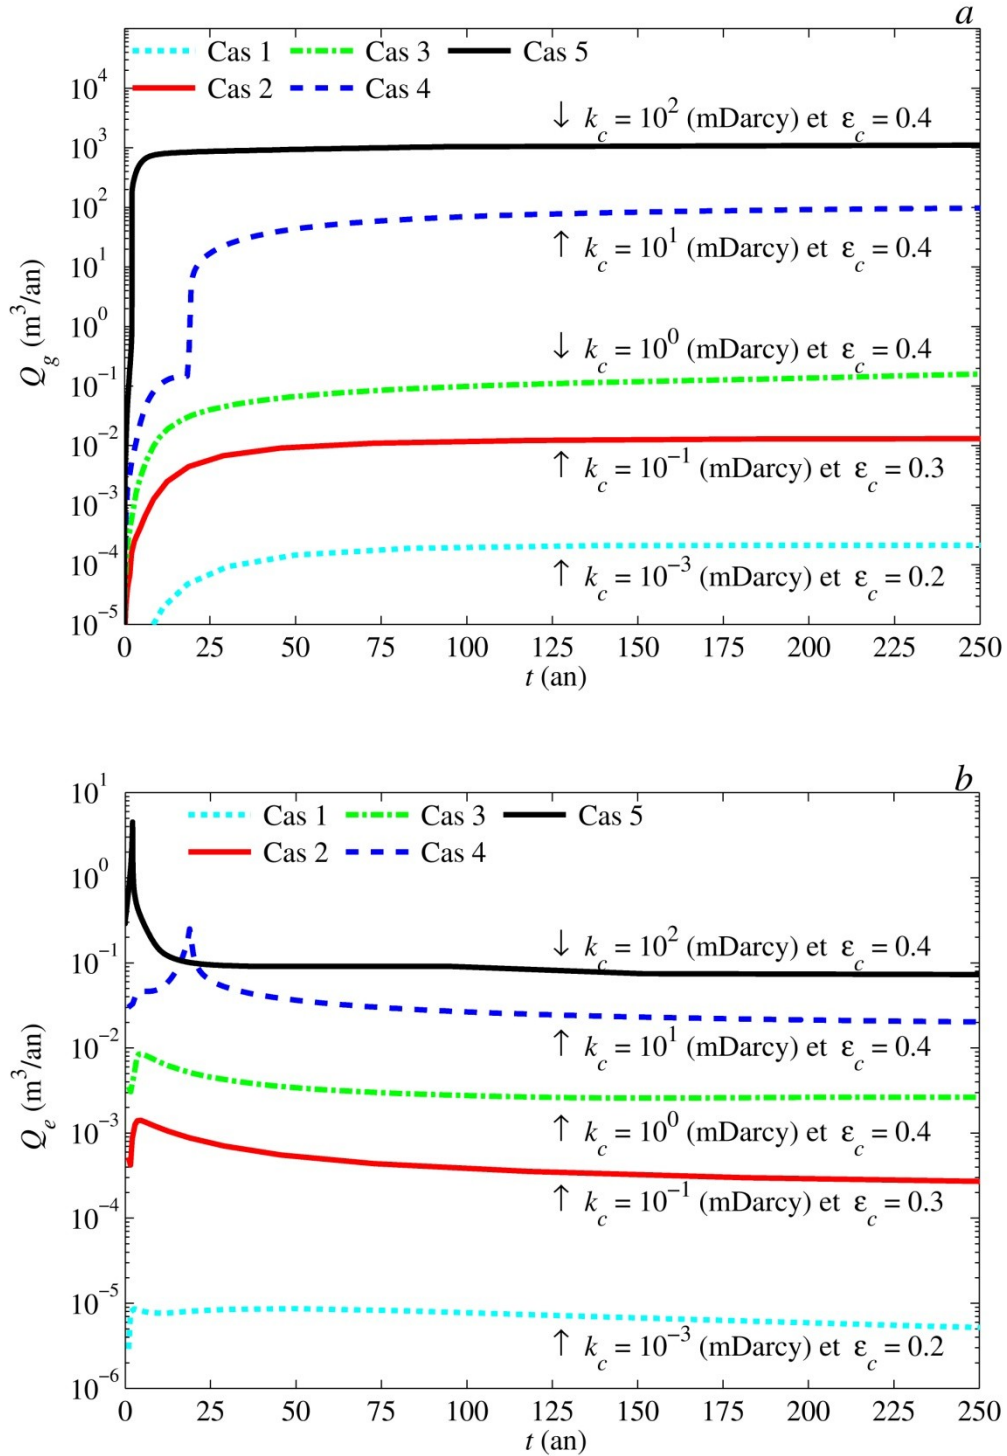 a
Cas 1 Cas 3 Cas 5
Cas 2 Cas 4
10^4
↓ k_c = 10^2 (mDarcy) et ε_c = 0.4
10^3
10^2
↑ k_c = 10^1 (mDarcy) et ε_c = 0.4
10^1
10^0
Q_g (m^3/an)
↓ k_c = 10^0 (mDarcy) et ε_c = 0.4
10^-1
10^-2
↑ k_c = 10^-1 (mDarcy) et ε_c = 0.3
10^-3
10^-4
↑ k_c = 10^-3 (mDarcy) et ε_c = 0.2
10^-5
0 25 50 75 100 125 150 175 200 225 250
t (an)
b
10^1
Cas 1 Cas 3 Cas 5
Cas 2 Cas 4
10^0
↓ k_c = 10^2 (mDarcy) et ε_c = 0.4
10^-1
10^-2
↑ k_c = 10^1 (mDarcy) et ε_c = 0.4
Q_e (m^3/an)
10^-3
↑ k_c = 10^0 (mDarcy) et ε_c = 0.4
↑ k_c = 10^-1 (mDarcy) et ε_c = 0.3
10^-4
10^-5
↑ k_c = 10^-3 (mDarcy) et ε_c = 0.2
10^-6
0 25 50 75 100 125 150 175 200 225 250
t (an)